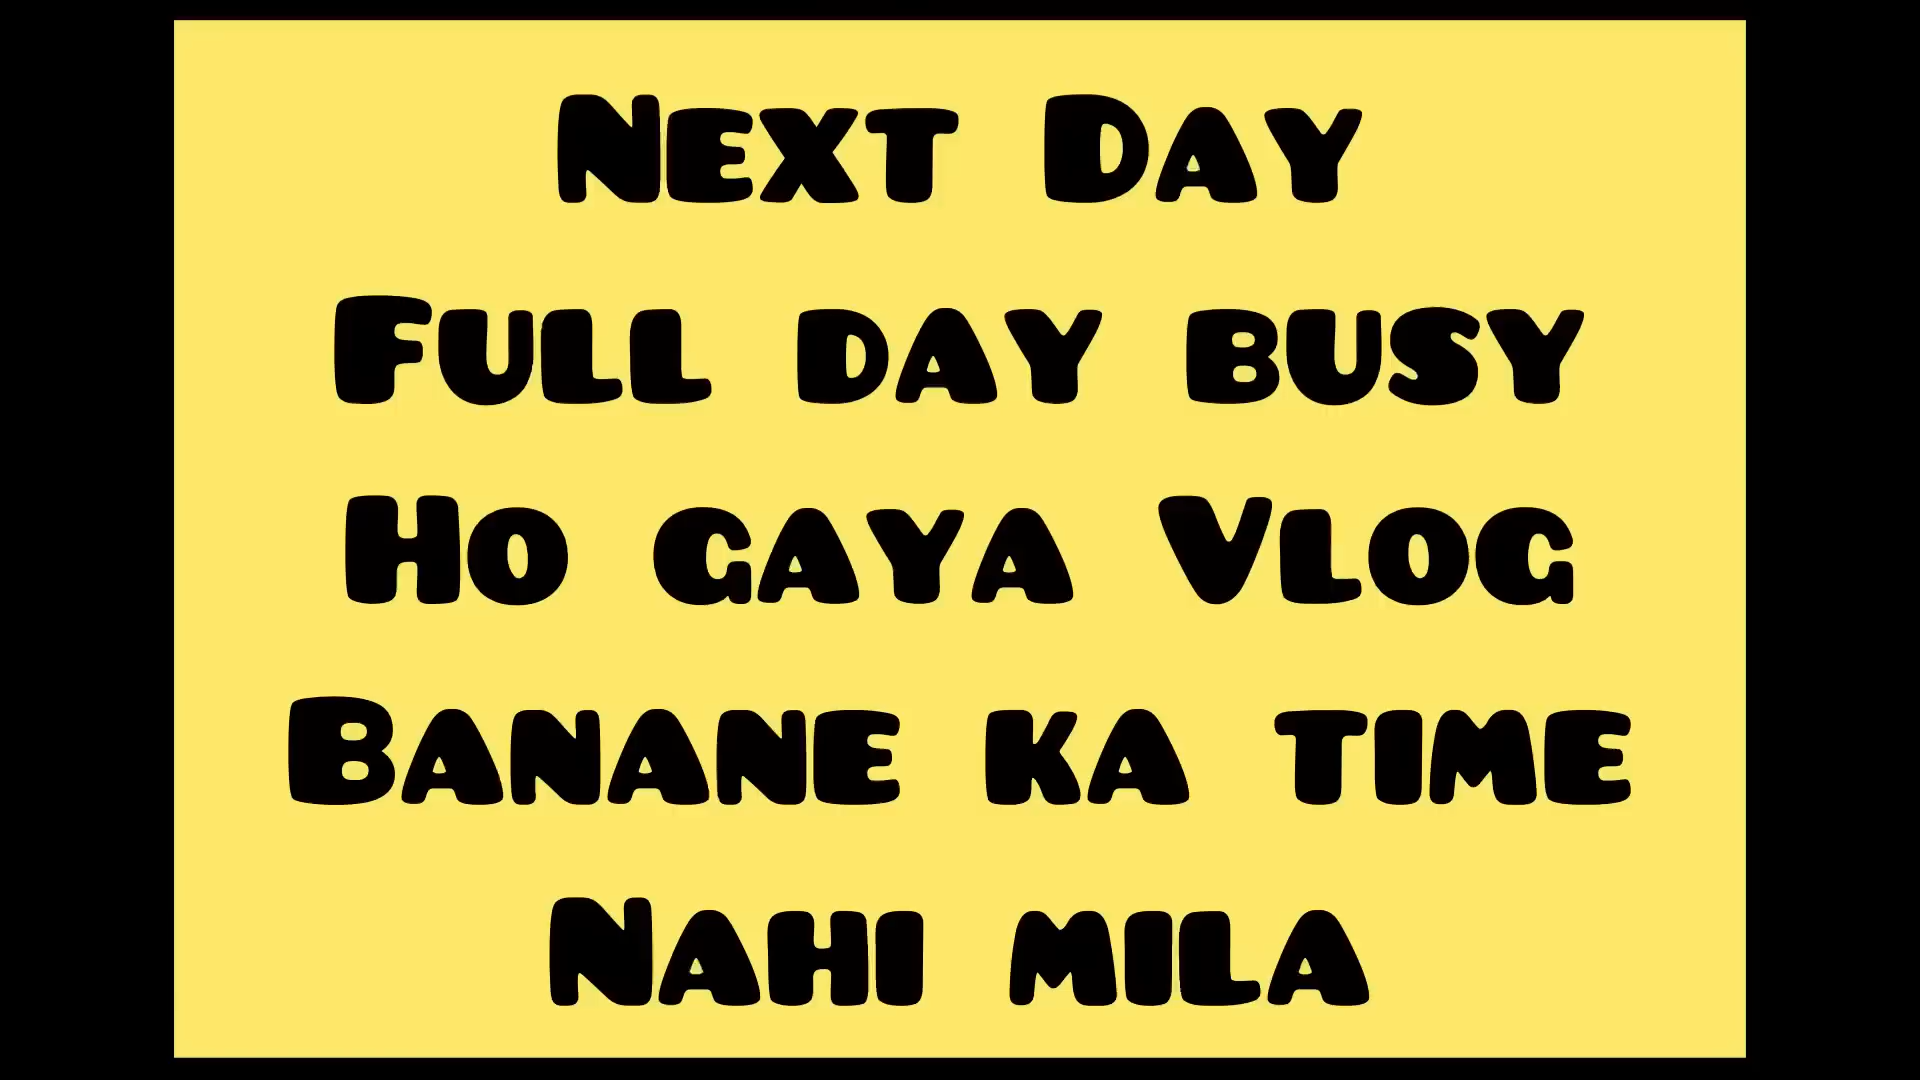 Next Day
Full day busy
Ho gaya Vlog
Banane ka time
Nahi mila